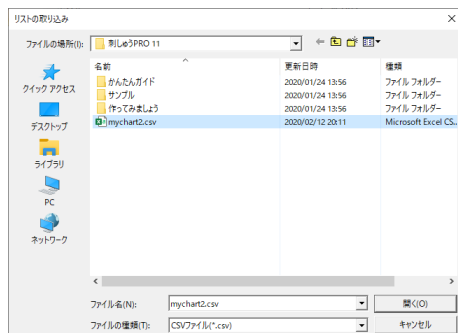 リストの取り込み
ファイルの場所(I):
刺しゅうPRO 11
名前
更新日時
種類
かんたんガイド
2020/01/24 13:56
ファイル フォルダー
サンプル
2020/01/24 13:56
ファイル フォルダー
作ってみましょう
2020/01/24 13:56
ファイル フォルダー
mychart2.csv
2020/02/12 20:11
Microsoft Excel CS...
クイック アクセス
デスクトップ
ライブラリ
PC
ネットワーク
ファイル名(N):
mychart2.csv
開く(O)
ファイルの種類(T):
CSVファイル(*.csv)
キャンセル